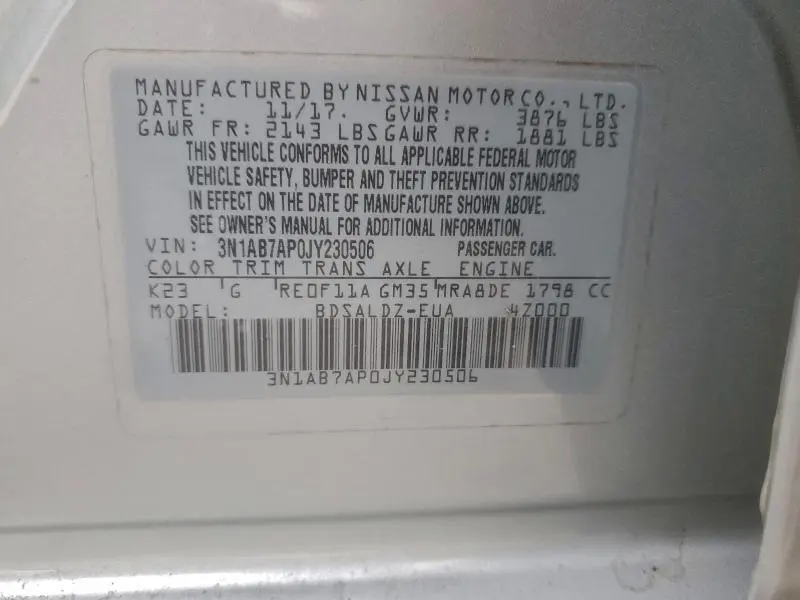 MANUFACTURED BY NISSAN MOTOR CO., LTD.
DATE: 11/17. GVWR: 3876 LBS
GAWR FR: 2143 LBS GAWR RR: 1881 LBS
THIS VEHICLE CONFORMS TO ALL APPLICABLE FEDERAL MOTOR
VEHICLE SAFETY, BUMPER AND THEFT PREVENTION STANDARDS
IN EFFECT ON THE DATE OF MANUFACTURE SHOWN ABOVE.
SEE OWNER'S MANUAL FOR ADDITIONAL INFORMATION.
VIN: 3N1AB7AP0JY230506 PASSENGER CAR.
COLOR TRIM TRANS AXLE ENGINE
K23 G RE0F11A GM35 MRA8DE 1798 CC
MODEL: BDSALDZ-EUA *4Z000
3N1AB7AP0JY230506